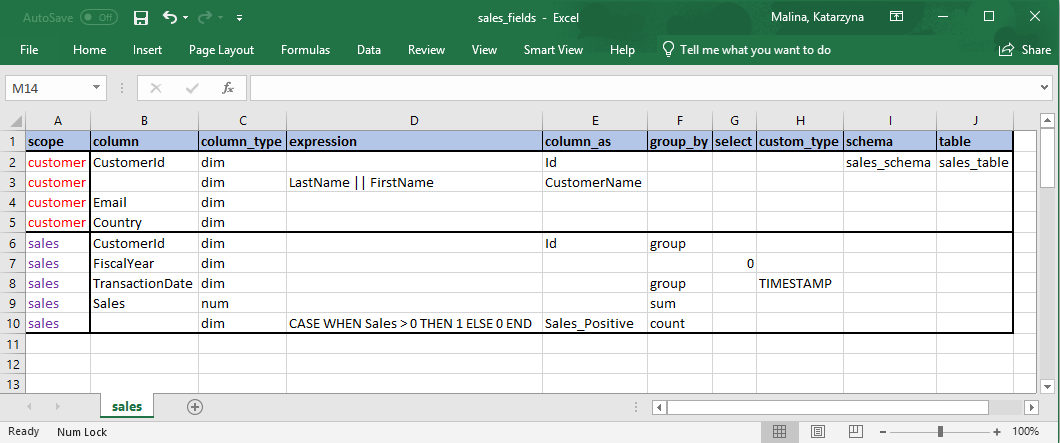 AutoSave Off sales_fields - Excel Malina, Katarzyna
File Home Insert Page Layout Formulas Data Review View Smart View Help Tell me what you want to do Share
M14 fx
A B C D E F G H I J
1 scope column column_type expression column_as group_by select custom_type schema table
2 customer CustomerId dim Id sales_schema sales_table
3 customer dim LastName || FirstName CustomerName
4 customer Email dim
5 customer Country dim
6 sales CustomerId dim Id group
7 sales FiscalYear dim 0
8 sales TransactionDate dim group TIMESTAMP
9 sales Sales num sum
10 sales dim CASE WHEN Sales > 0 THEN 1 ELSE 0 END Sales_Positive count
11
12
13
sales
Ready Num Lock 100%